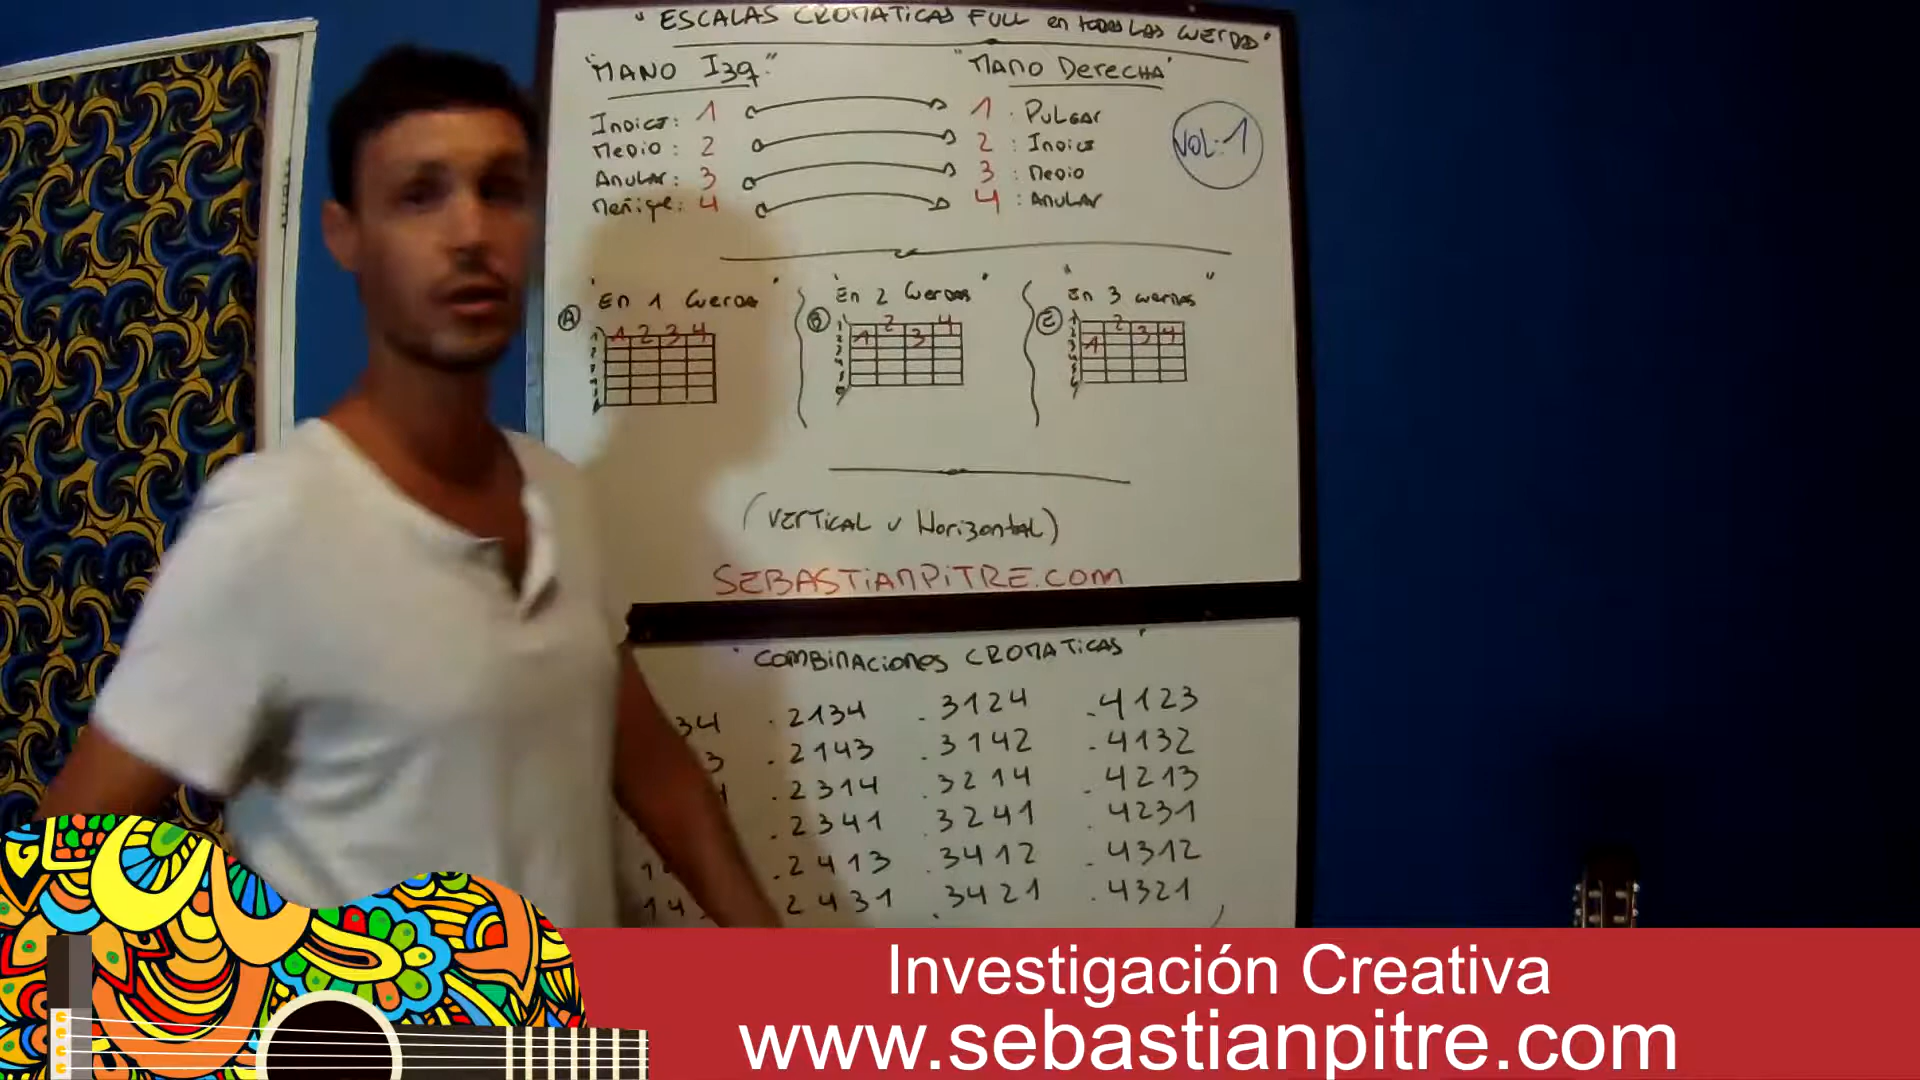 "ESCALAS CROMATICAS FULL en todas LAS CUERDAS"
"MANO Izq."
"MANO DerecHA"
Indice: 1
1 : PULGAR
Medio : 2
2 : Indice
Anular: 3
3 : Medio
Meñique: 4
4 : ANULAR
VOL: 1
A "En 1 Cuerda"
B "En 2 Cuerdas"
"En 3 cuerdas"
1 2 3 4
1 2 3 4
1 2 3 4
(VERTICAL y Horizontal)
SEBASTIANPITRE.COM
"COMBINACIONES CROMATICAS"
34 .2134 .3124 .4123
3 .2143 .3142 .4132
.2314 .3214 .4213
.2341 .3241 .4231
.2413 .3412 .4312
14 2431 .3421 .4321
Investigación Creativa
www.sebastianpitre.com